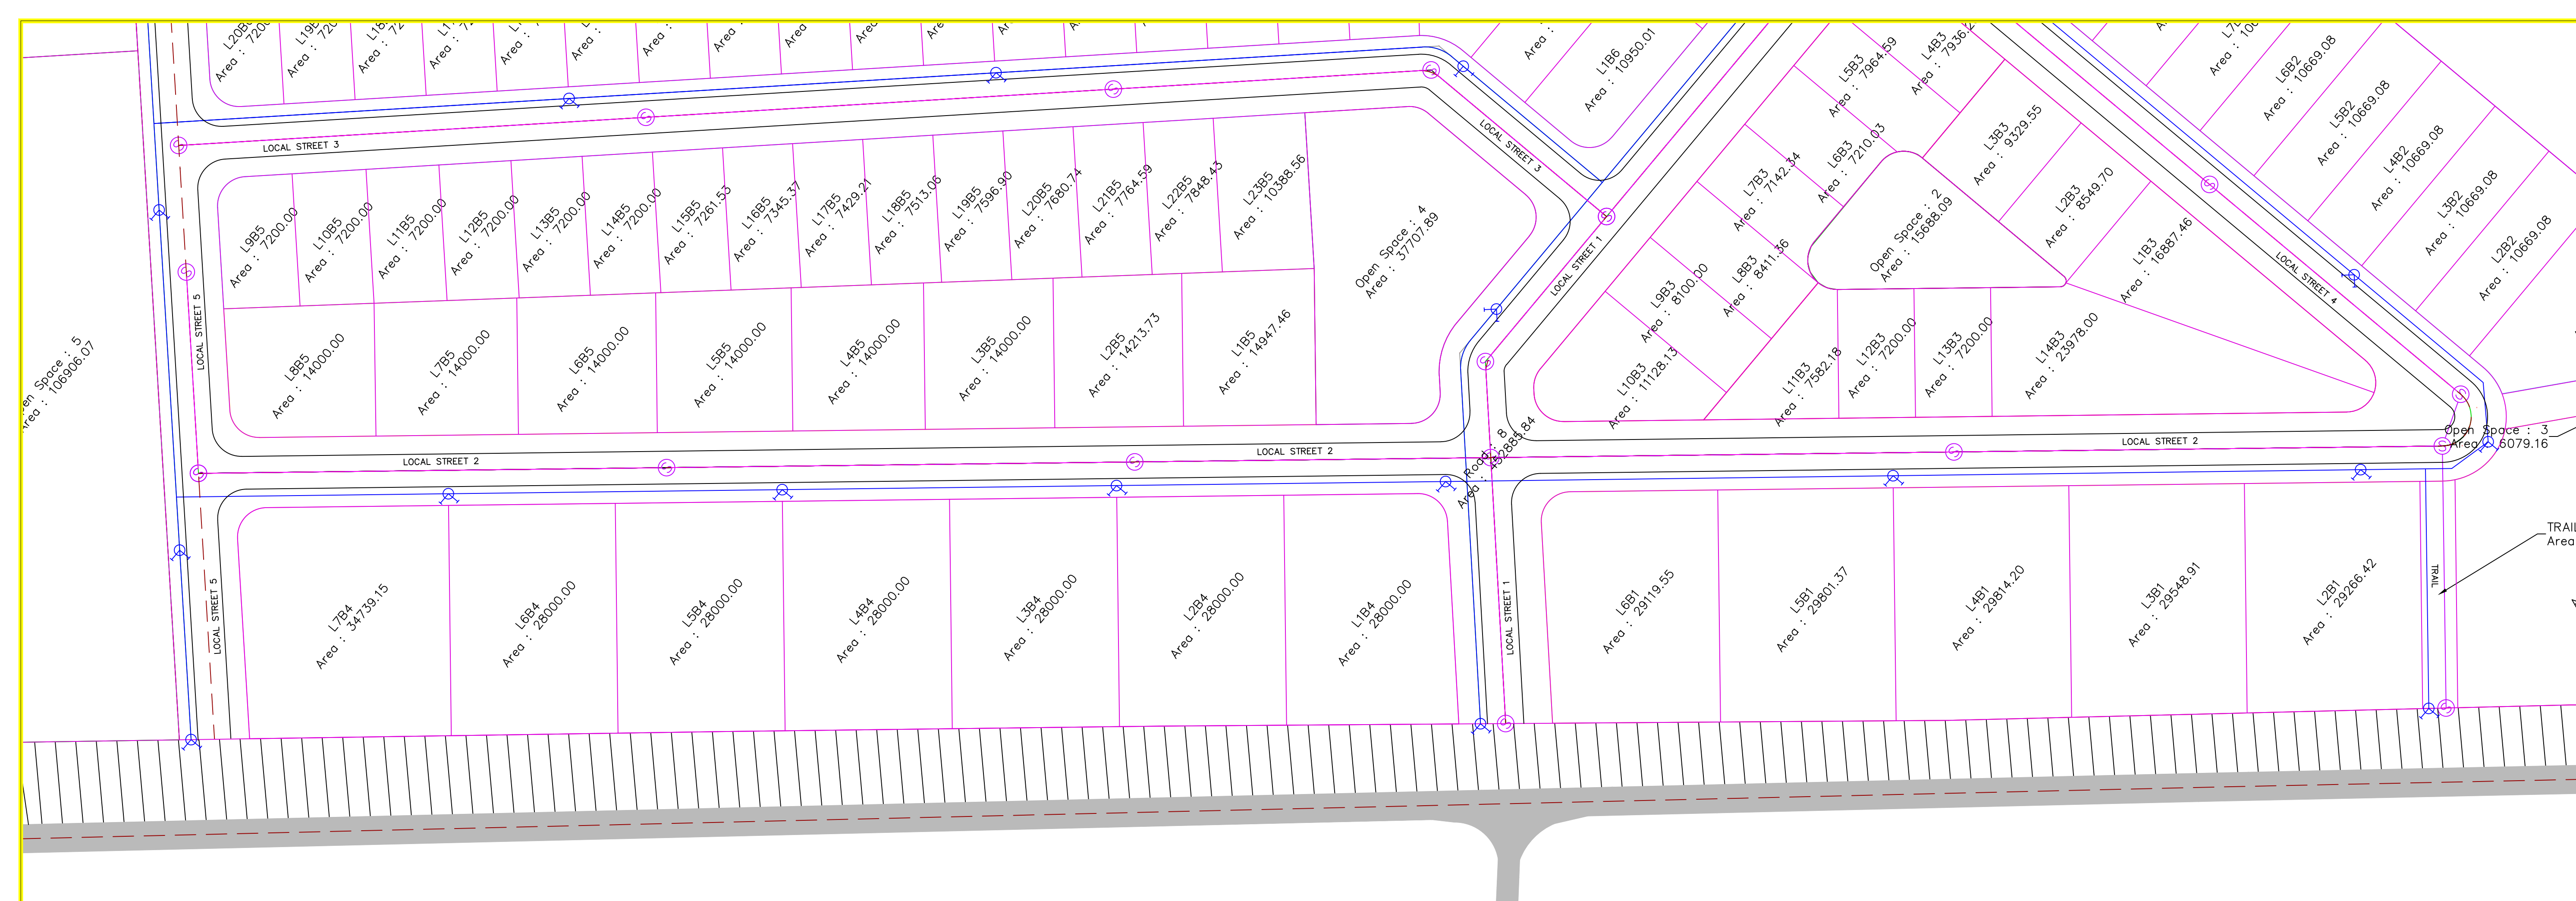 L20B6
Area : 7200
Area :
Area :
Area :
Area :
Area :
Area :
Area :
L1B6
Area : 10950.01
L5B3
Area : 7964.59
L4B3
Area :
L6B2
Area : 10669.08
L5B2
Area : 10669.08
L4B2
Area : 10669.08
L3B2
Area : 10669.08
L2B2
Area : 10669.08
LOCAL STREET 3
LOCAL STREET 3
L9B5
Area : 7200.00
L10B5
Area : 7200.00
L11B5
Area : 7200.00
L12B5
Area : 7200.00
L13B5
Area : 7200.00
L14B5
Area : 7200.00
L15B5
Area : 7261.53
L16B5
Area : 7345.37
L17B5
Area : 7429.21
L18B5
Area : 7513.06
L19B5
Area : 7596.90
L20B5
Area : 7680.74
L21B5
Area : 7764.59
L22B5
Area : 7848.43
L23B5
Area : 10388.56
Open Space : 4
Area : 37707.89
LOCAL STREET 1
L6B3
Area : 7210.03
L7B3
Area : 7142.34
L8B3
Area : 8411.36
L9B3
Area : 8100.00
L10B3
Area : 11128.13
Open Space : 2
Area : 15688.09
L3B3
Area : 9329.55
L2B3
Area : 8549.70
L1B3
Area : 16887.46
LOCAL STREET 4
LOCAL STREET 5
Space : 5
106906.07
L8B5
Area : 14000.00
L7B5
Area : 14000.00
L6B5
Area : 14000.00
L5B5
Area : 14000.00
L4B5
Area : 14000.00
L3B5
Area : 14000.00
L2B5
Area : 14213.73
L1B5
Area : 14947.46
L11B3
Area : 7582.18
L12B3
Area : 7200.00
L13B3
Area : 7200.00
L14B3
Area : 23978.00
Open Space : 3
Area : 6079.16
LOCAL STREET 2
LOCAL STREET 2
Road : 8
Area : 452885.84
LOCAL STREET 2
LOCAL STREET 5
L7B4
Area : 34739.15
L6B4
Area : 28000.00
L5B4
Area : 28000.00
L4B4
Area : 28000.00
L3B4
Area : 28000.00
L2B4
Area : 28000.00
L1B4
Area : 28000.00
LOCAL STREET 1
L6B1
Area : 29119.55
L5B1
Area : 29801.37
L4B1
Area : 29814.20
L3B1
Area : 29548.91
L2B1
Area : 29266.42
TRAIL
TRAIL
Area